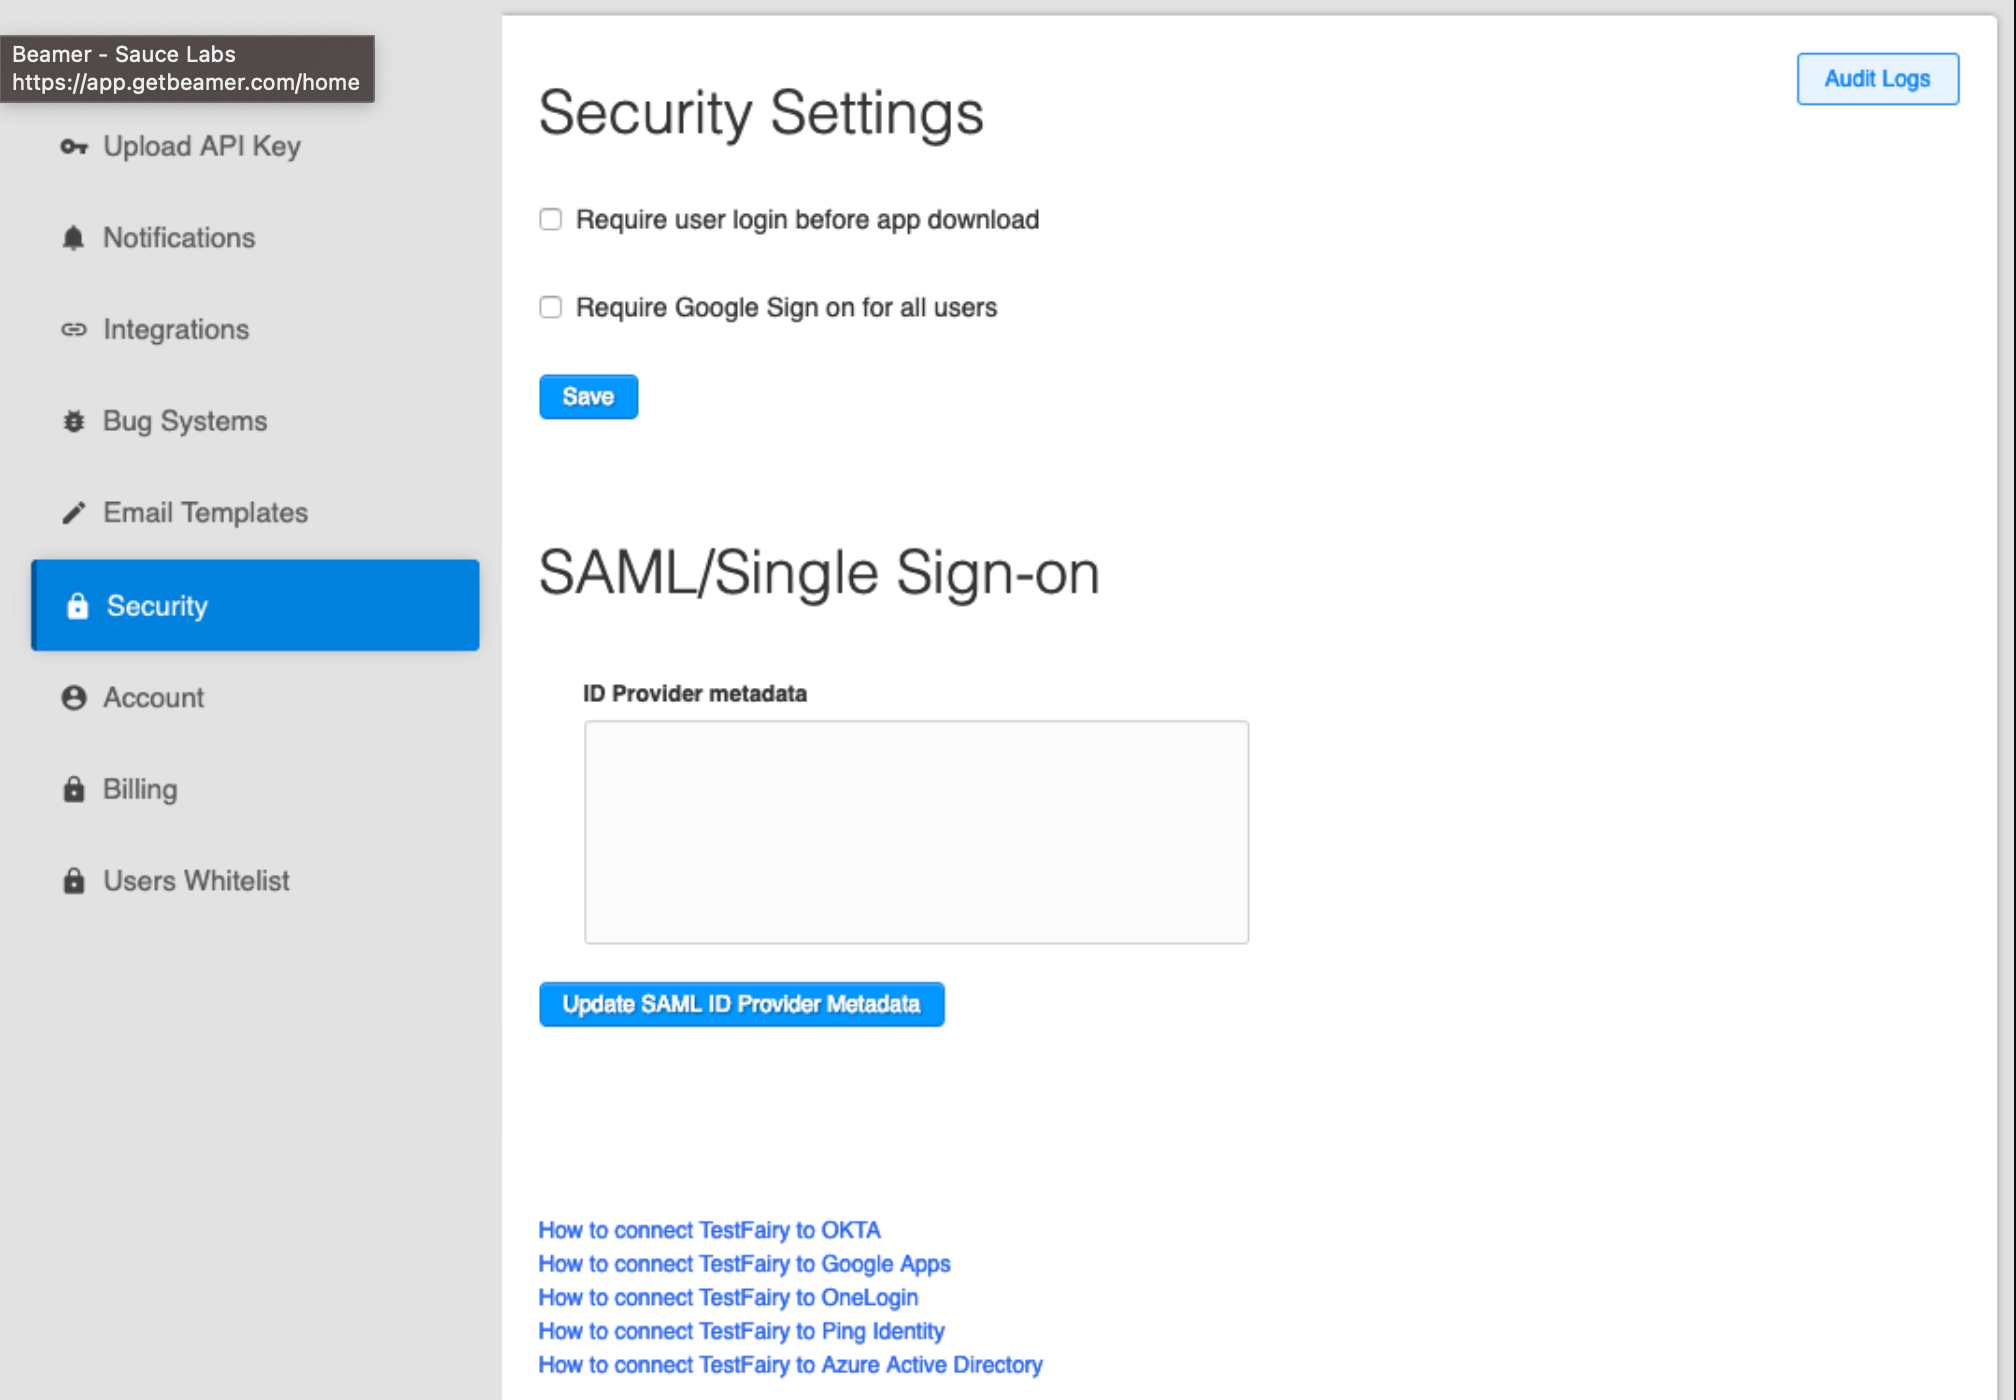 Beamer - Sauce Labs
https://app.getbeamer.com/home
Upload API Key
Notifications
Integrations
Bug Systems
Email Templates
Security
Account
Billing
Users Whitelist
Audit Logs
Security Settings
Require user login before app download
Require Google Sign on for all users
Save
SAML/Single Sign-on
ID Provider metadata
Update SAML ID Provider Metadata
How to connect TestFairy to OKTA
How to connect TestFairy to Google Apps
How to connect TestFairy to OneLogin
How to connect TestFairy to Ping Identity
How to connect TestFairy to Azure Active Directory